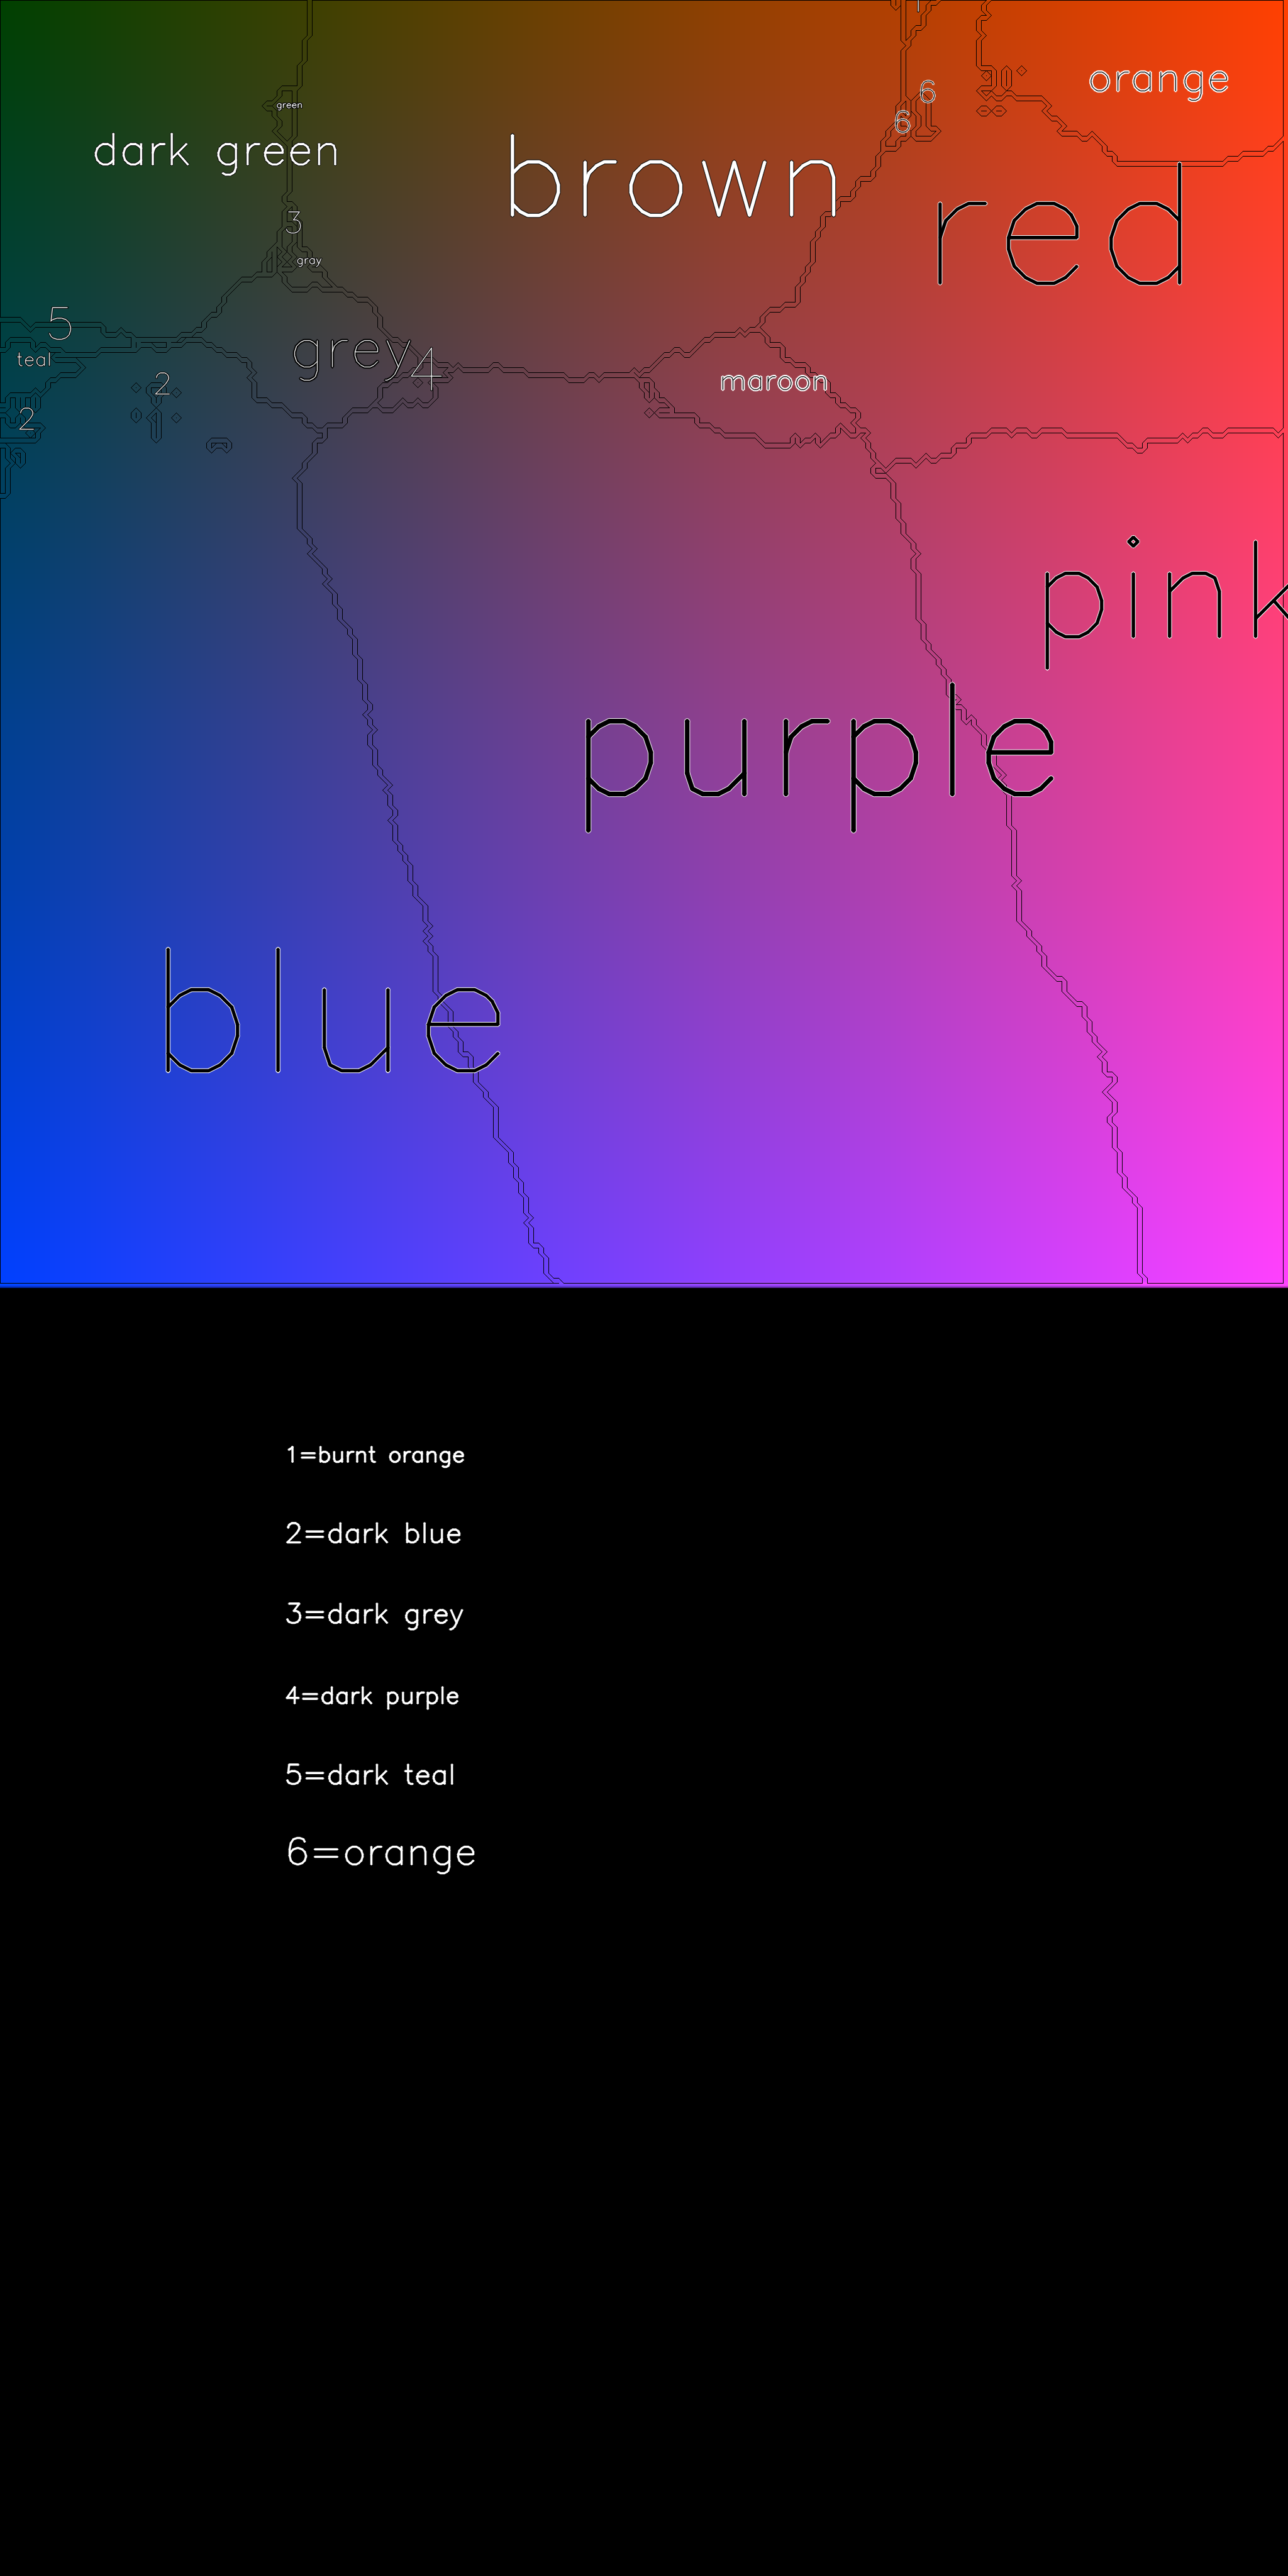 1
orange
6
green
6
dark green
brown
red
3
gray
5
grey
4
teal
2
maroon
2
pink
purple
blue
1=burnt orange
2=dark blue
3=dark grey
4=dark purple
5=dark teal
6=orange